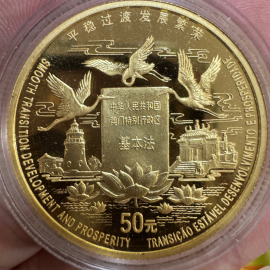 平稳过渡发展繁荣
SMOOTH TRANSITION DEVELOPMENT AND PROSPERITY
中华人民共和国
澳门特别行政区
基本法
50元
TRANSIÇÃO ESTÁVEL DESENVOLVIMENTO E PROSPERIDADE